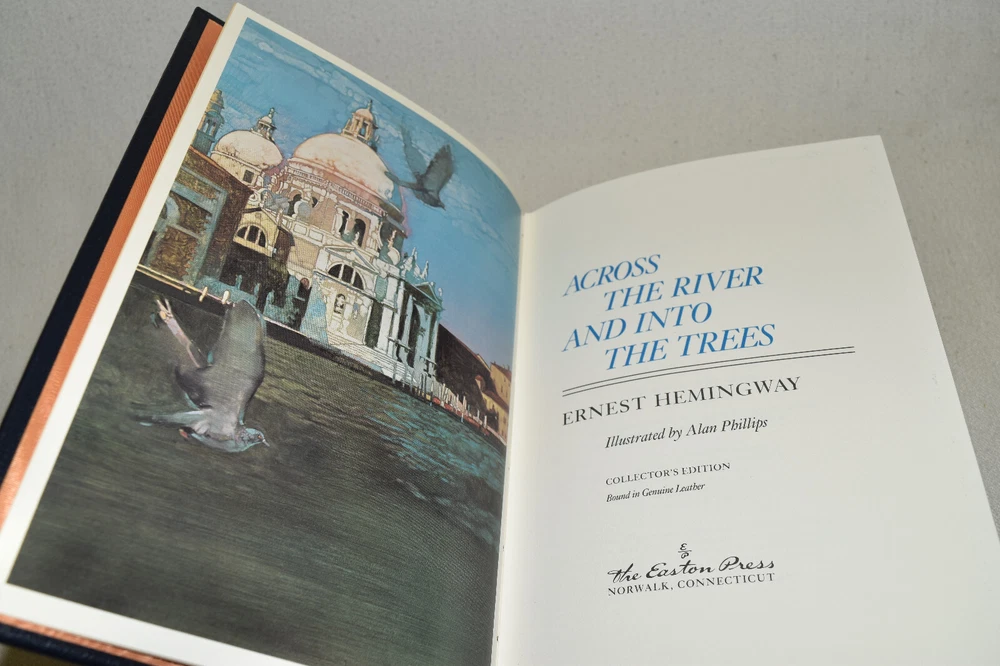 ACROSS
THE RIVER
AND INTO
THE TREES
ERNEST HEMINGWAY
Illustrated by Alan Phillips
COLLECTOR'S EDITION
Bound in Genuine Leather
EP
the Easton Press
NORWALK, CONNECTICUT